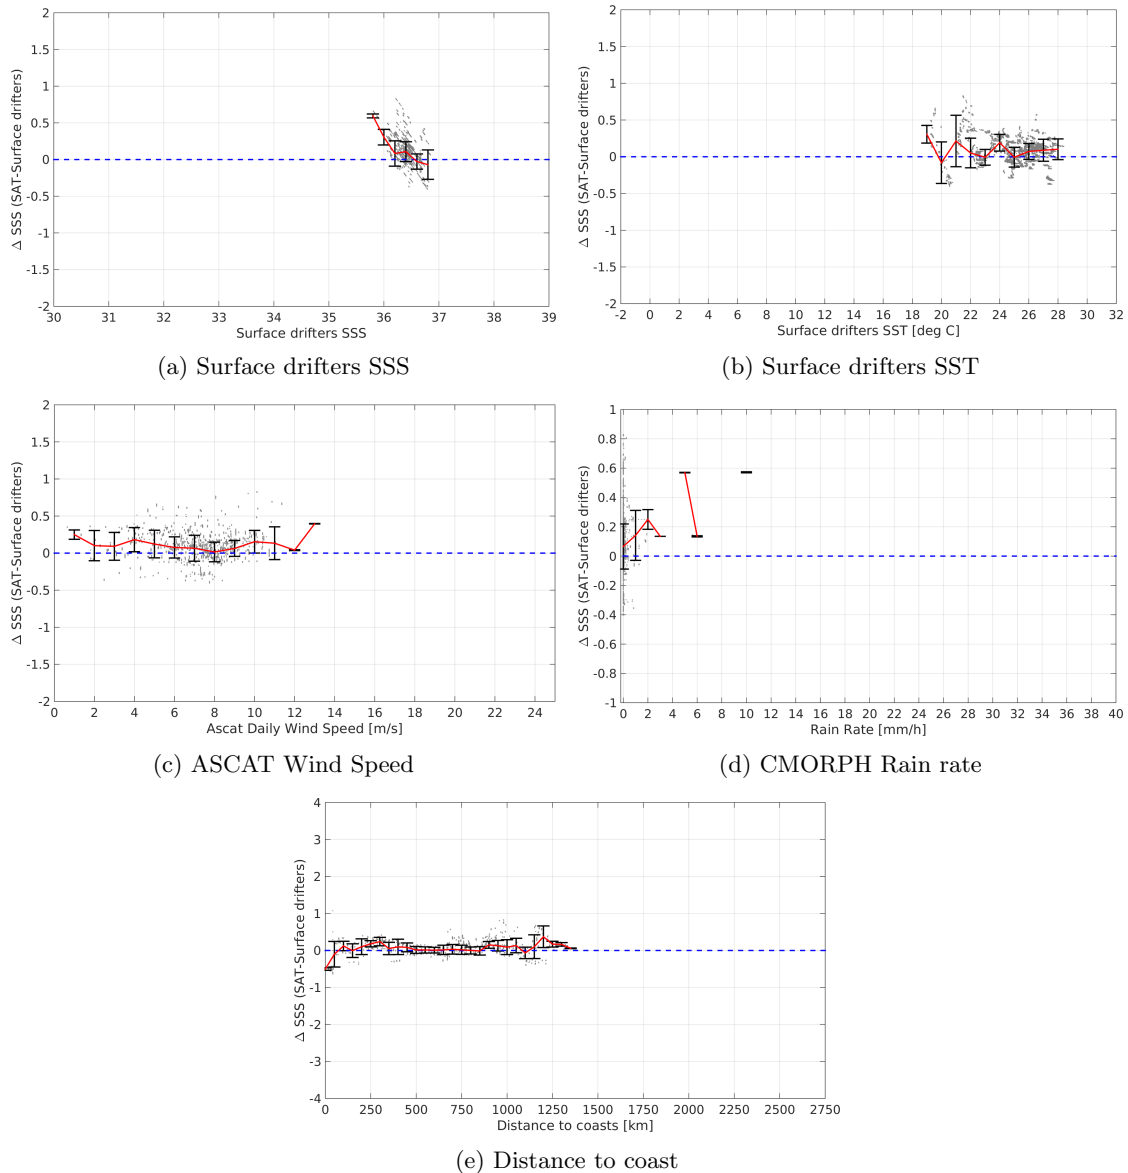 2
1.5
1
0.5
0
-0.5
-1
-1.5
-2
Δ SSS (SAT-Surface drifters)
30 31 32 33 34 35 36 37 38 39
Surface drifters SSS
(a) Surface drifters SSS
2
1.5
1
0.5
0
-0.5
-1
-1.5
-2
Δ SSS (SAT-Surface drifters)
-2 0 2 4 6 8 10 12 14 16 18 20 22 24 26 28 30 32
Surface drifters SST [deg C]
(b) Surface drifters SST
2
1.5
1
0.5
0
-0.5
-1
-1.5
-2
Δ SSS (SAT-Surface drifters)
0 2 4 6 8 10 12 14 16 18 20 22 24
Ascat Daily Wind Speed [m/s]
(c) ASCAT Wind Speed
1
0.8
0.6
0.4
0.2
0
-0.2
-0.4
-0.6
-0.8
-1
Δ SSS (SAT-Surface drifters)
0 2 4 6 8 10 12 14 16 18 20 22 24 26 28 30 32 34 36 38 40
Rain Rate [mm/h]
(d) CMORPH Rain rate
4
3
2
1
0
-1
-2
-3
-4
Δ SSS (SAT-Surface drifters)
0 250 500 750 1000 1250 1500 1750 2000 2250 2500 2750
Distance to coasts [km]
(e) Distance to coast